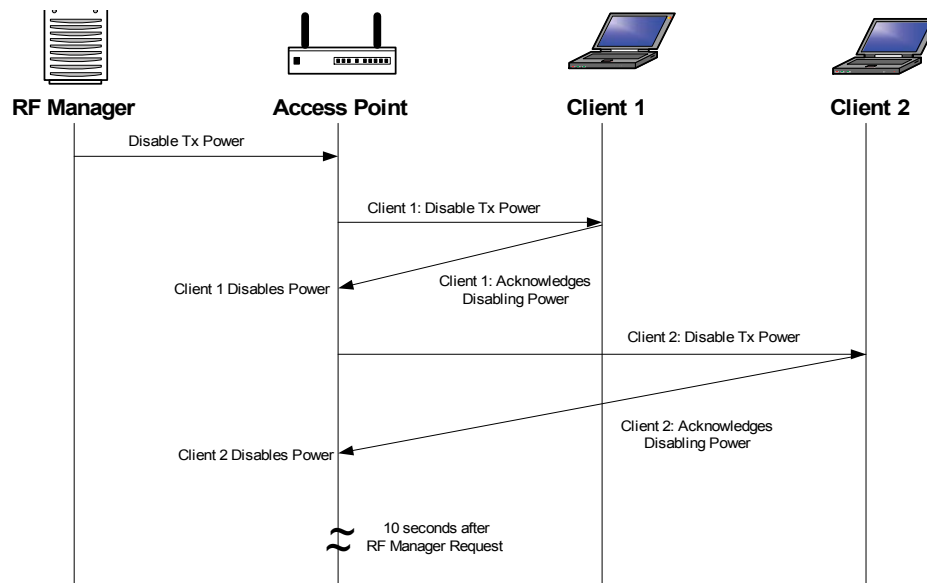 RF Manager
Access Point
Client 1
Client 2
Disable Tx Power
Client 1: Disable Tx Power
Client 1 Disables Power
Client 1: Acknowledges
Disabling Power
Client 2: Disable Tx Power
Client 2: Acknowledges
Disabling Power
Client 2 Disables Power
10 seconds after
RF Manager Request